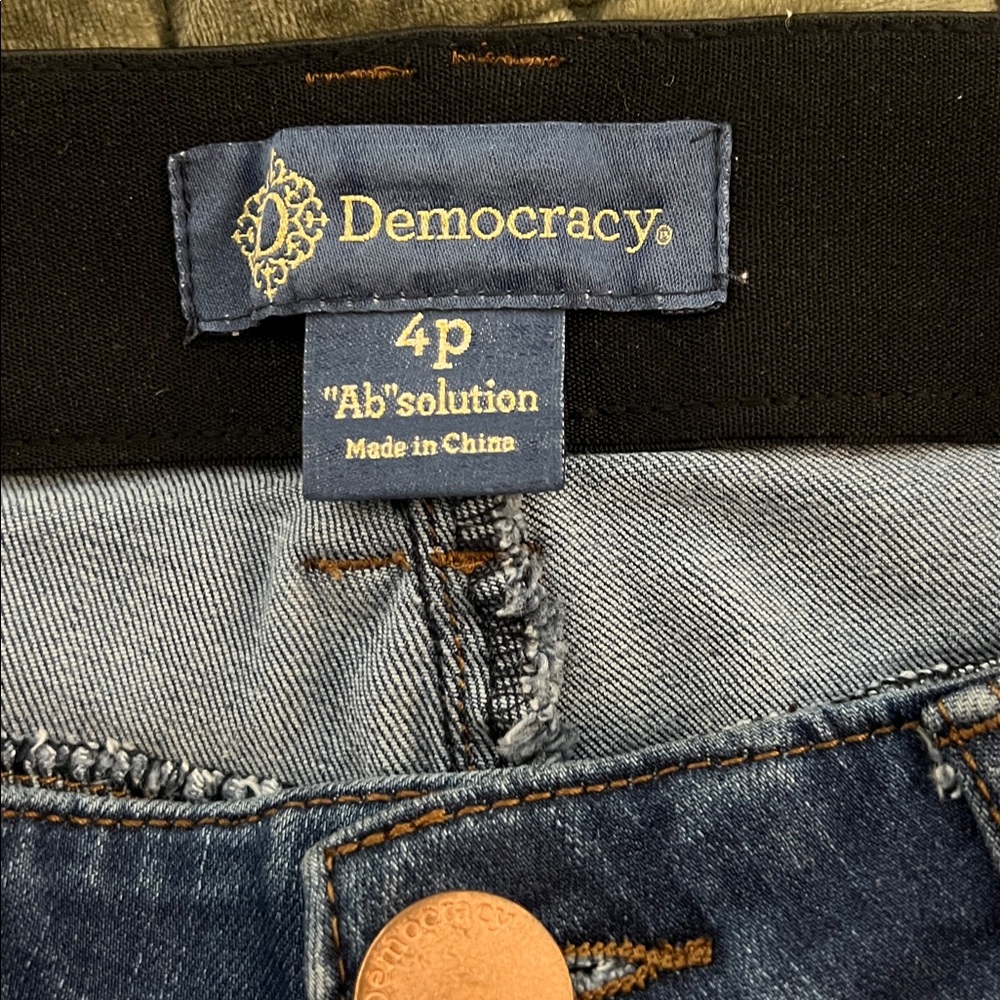 D Democracy®
4p
"Ab"solution
Made in China
Democracy